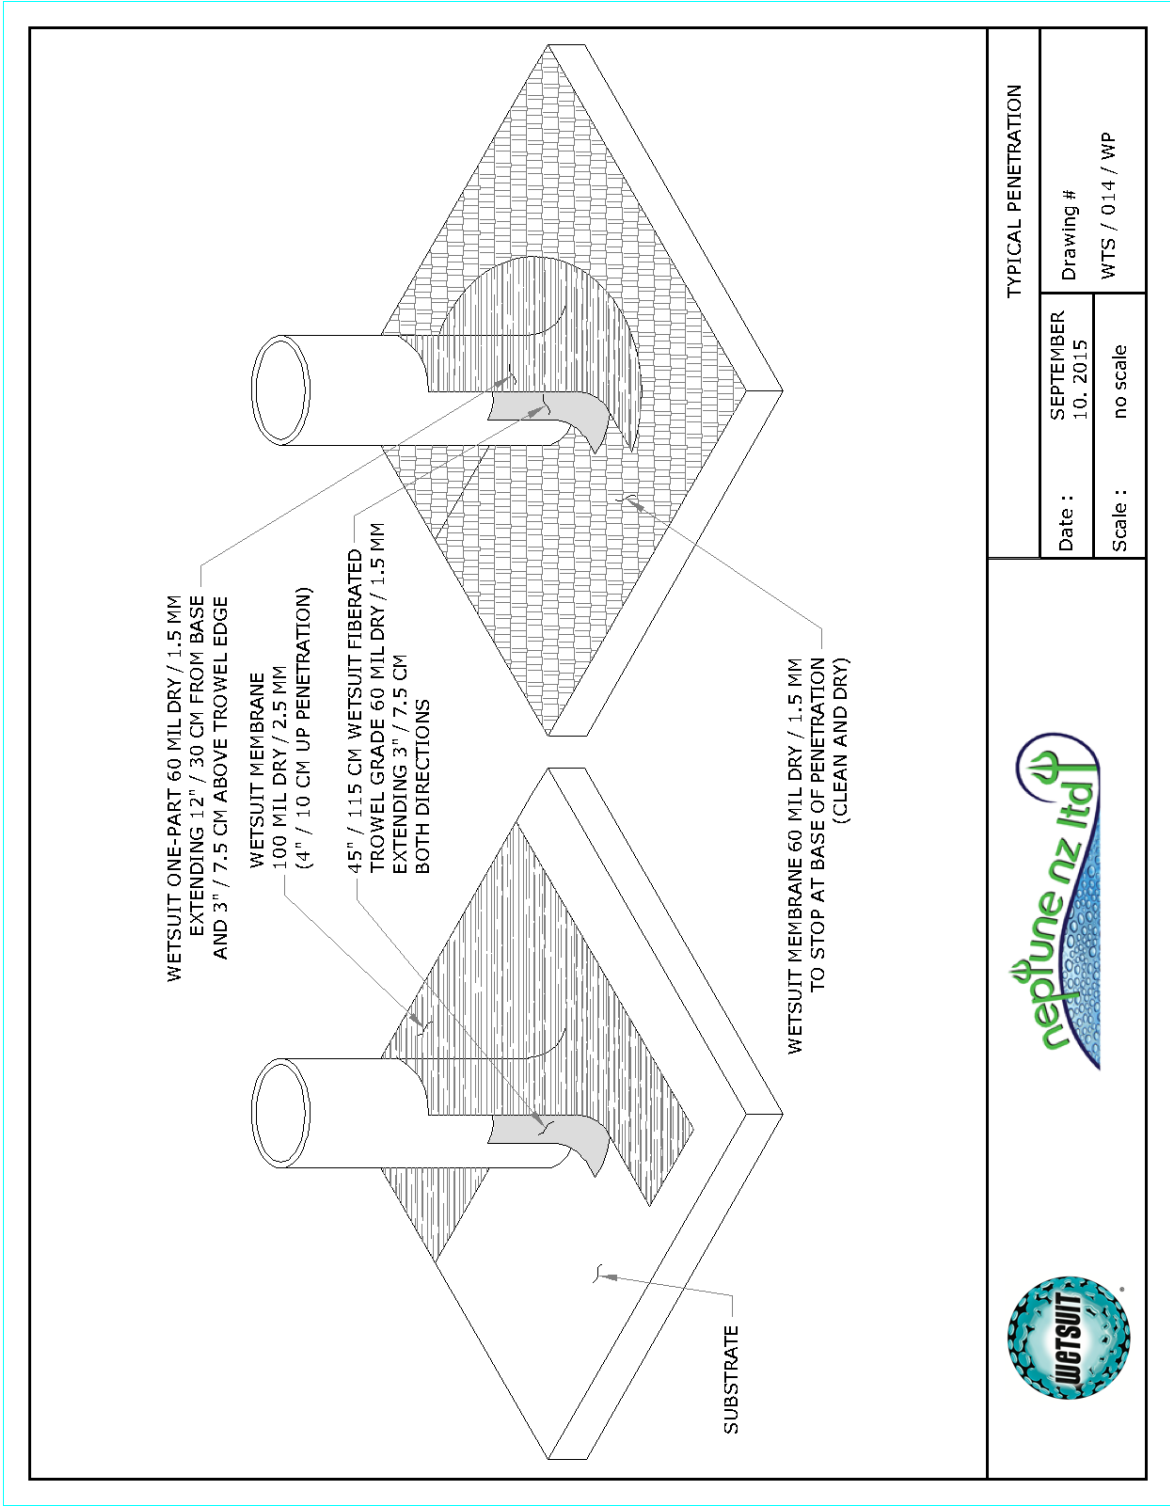 WETSUIT ONE-PART 60 MIL DRY / 1.5 MM
EXTENDING 12" / 30 CM FROM BASE
AND 3" / 7.5 CM ABOVE TROWEL EDGE
WETSUIT MEMBRANE
100 MIL DRY / 2.5 MM
(4" / 10 CM UP PENETRATION)
45" / 115 CM WETSUIT FIBERATED
TROWEL GRADE 60 MIL DRY / 1.5 MM
EXTENDING 3" / 7.5 CM
BOTH DIRECTIONS
SUBSTRATE
WETSUIT MEMBRANE 60 MIL DRY / 1.5 MM
TO STOP AT BASE OF PENETRATION
(CLEAN AND DRY)
WETSUIT
neptune nz ltd
TYPICAL PENETRATION
Date :
SEPTEMBER
10. 2015
Drawing #
WTS / 014 / WP
Scale :
no scale